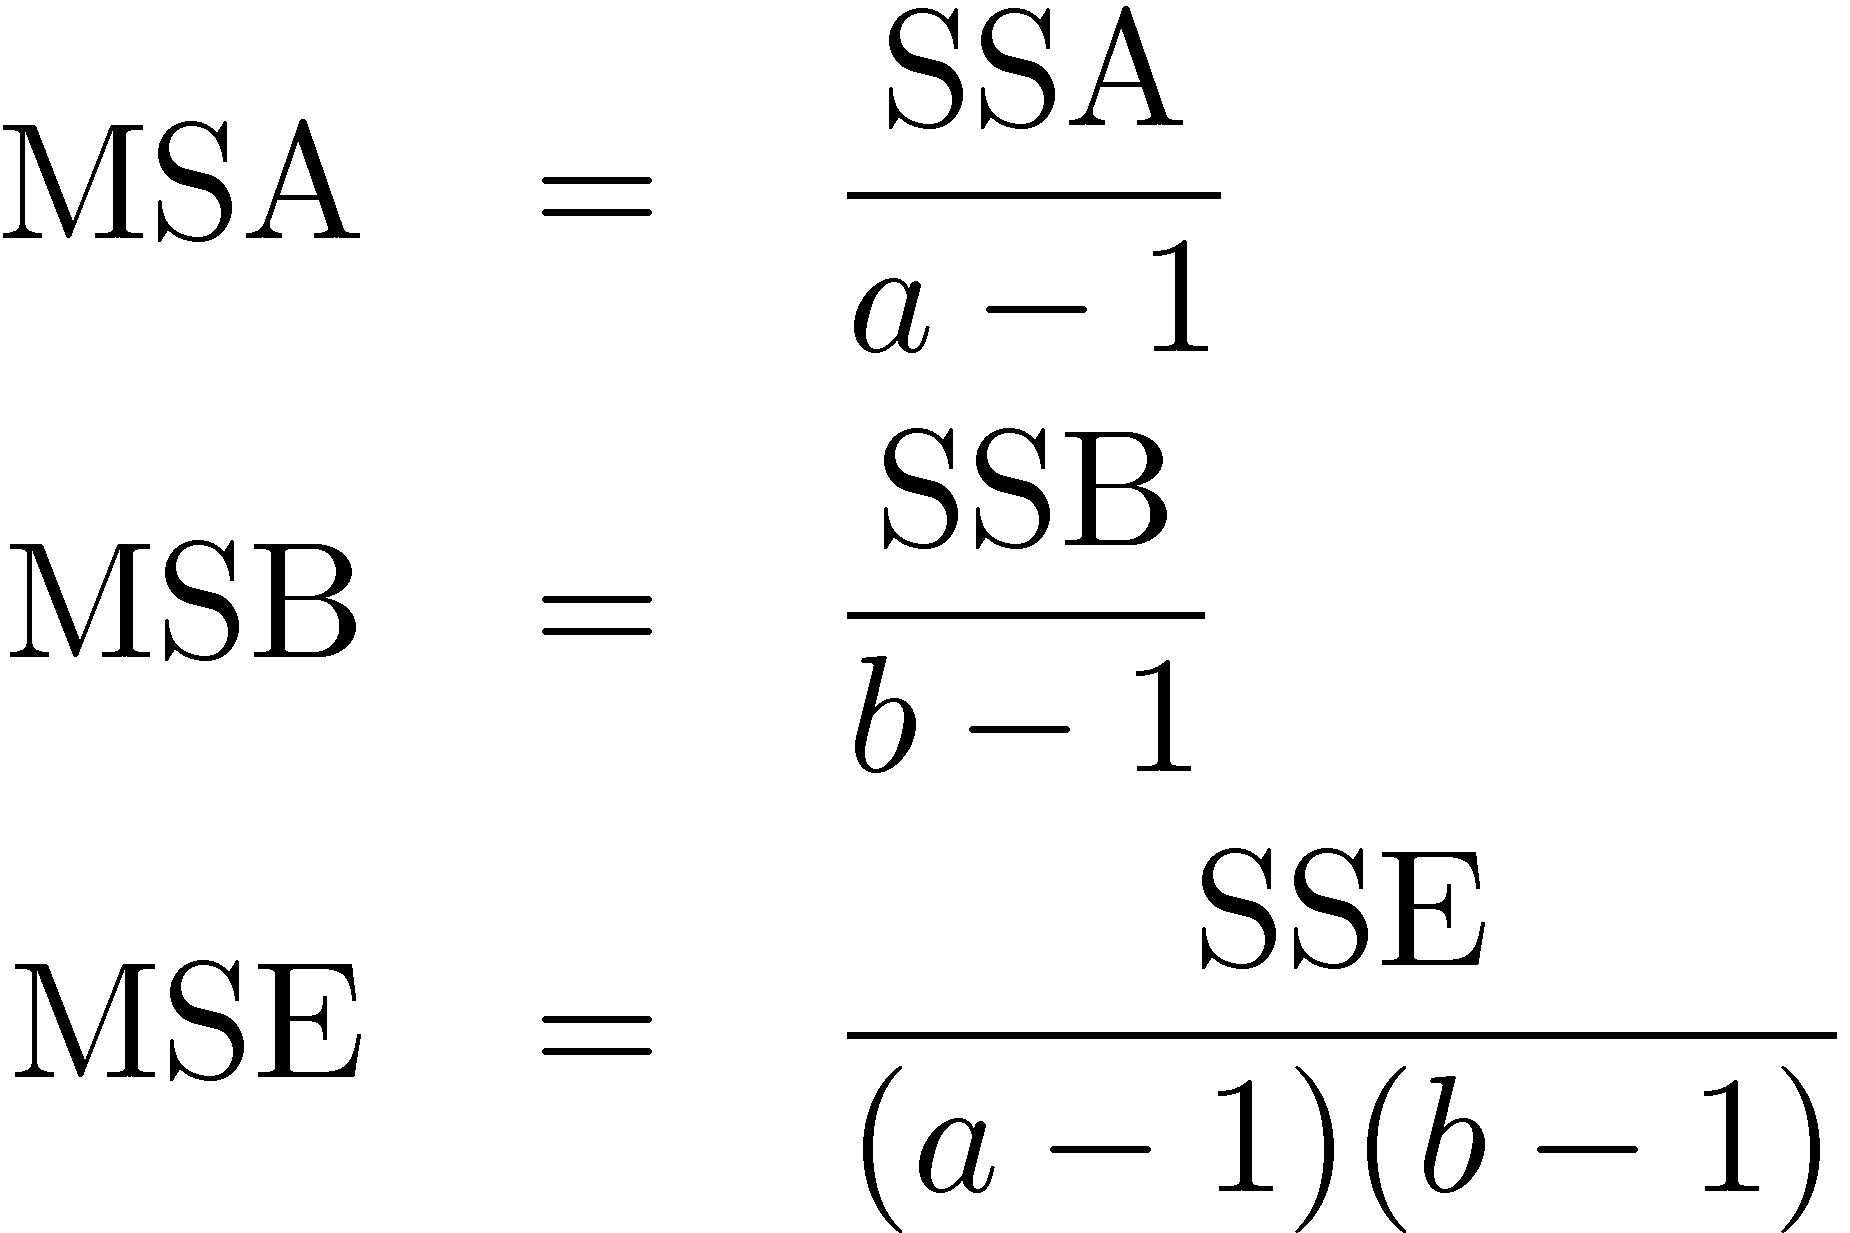 MSA = SSA / (a − 1)
MSB = SSB / (b − 1)
MSE = SSE / ((a − 1)(b − 1))